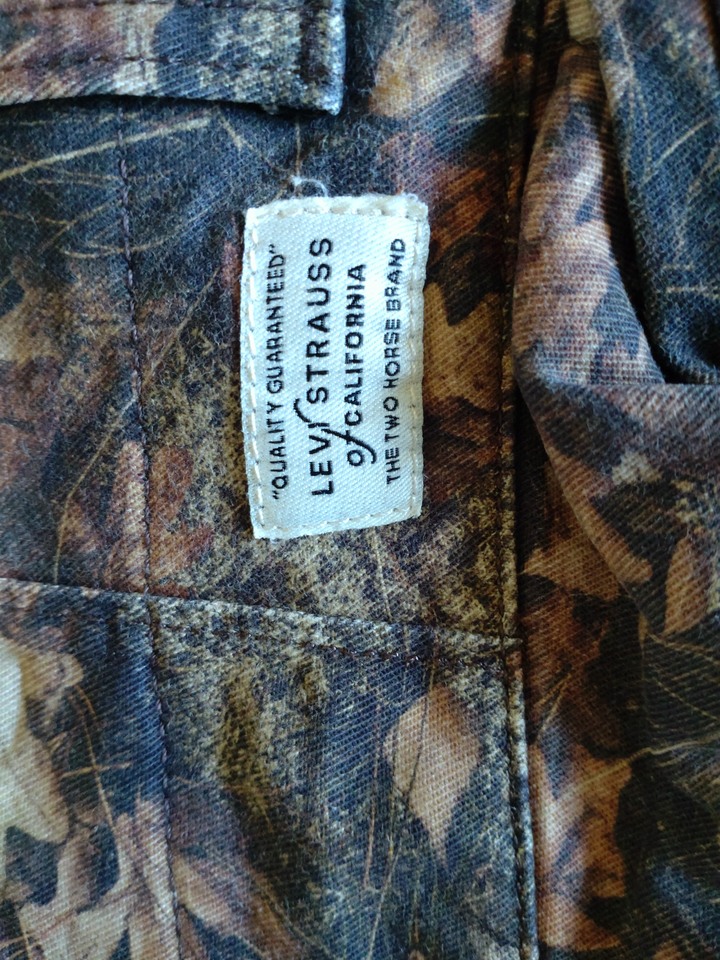 "QUALITY GUARANTEED"
LEVI STRAUSS
of CALIFORNIA
THE TWO HORSE BRAND